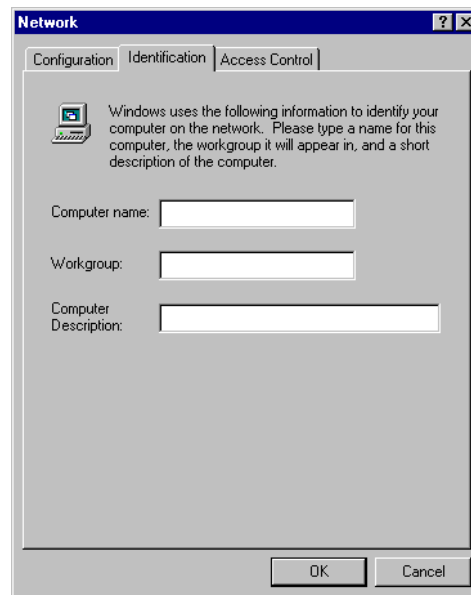 Network
Configuration Identification Access Control
Windows uses the following information to identify your
computer on the network. Please type a name for this
computer, the workgroup it will appear in, and a short
description of the computer.
Computer name:
Workgroup:
Computer
Description:
OK Cancel